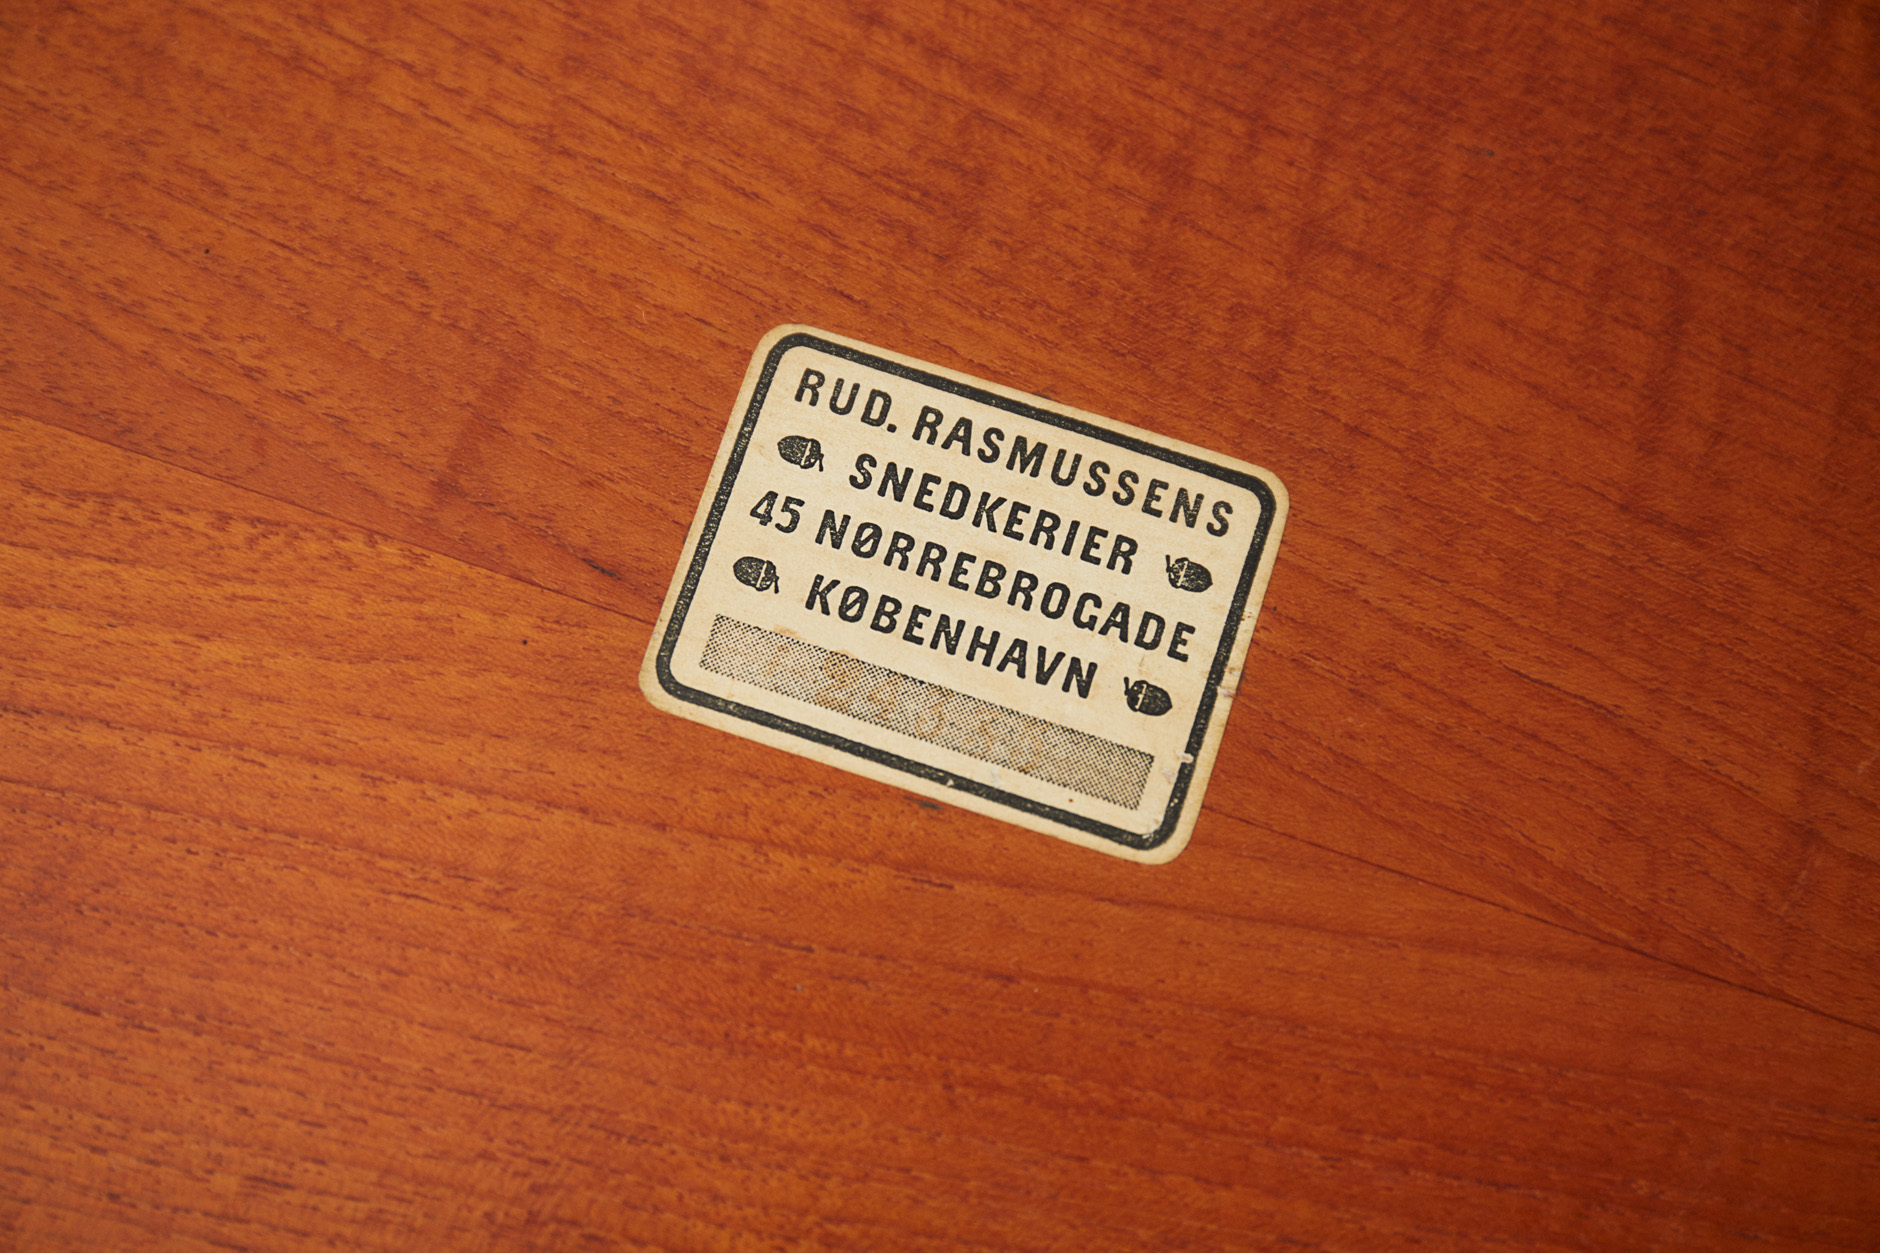 RUD. RASMUSSENS
SNEDKERIER
45 NØRREBROGADE
KØBENHAVN